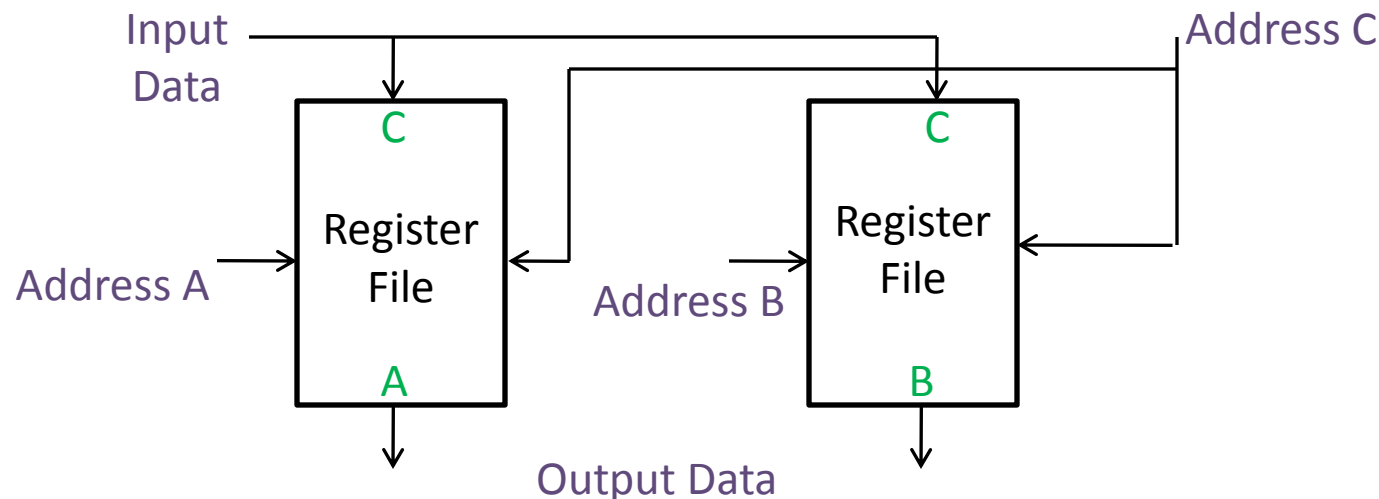 Input
Data
Address C
C
C
Register
File
Register
File
Address A
Address B
A
B
Output Data